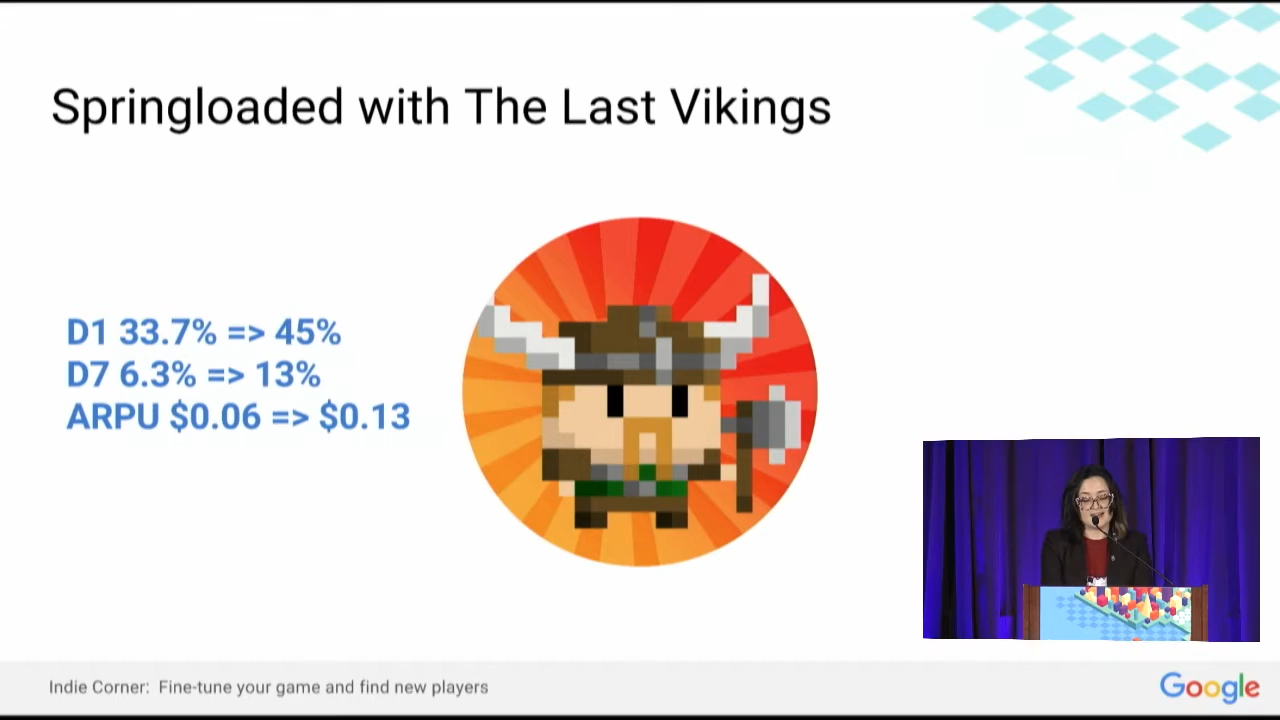 Springloaded with The Last Vikings
D1 33.7% => 45%
D7 6.3% => 13%
ARPU $0.06 => $0.13
Indie Corner: Fine-tune your game and find new players
Google